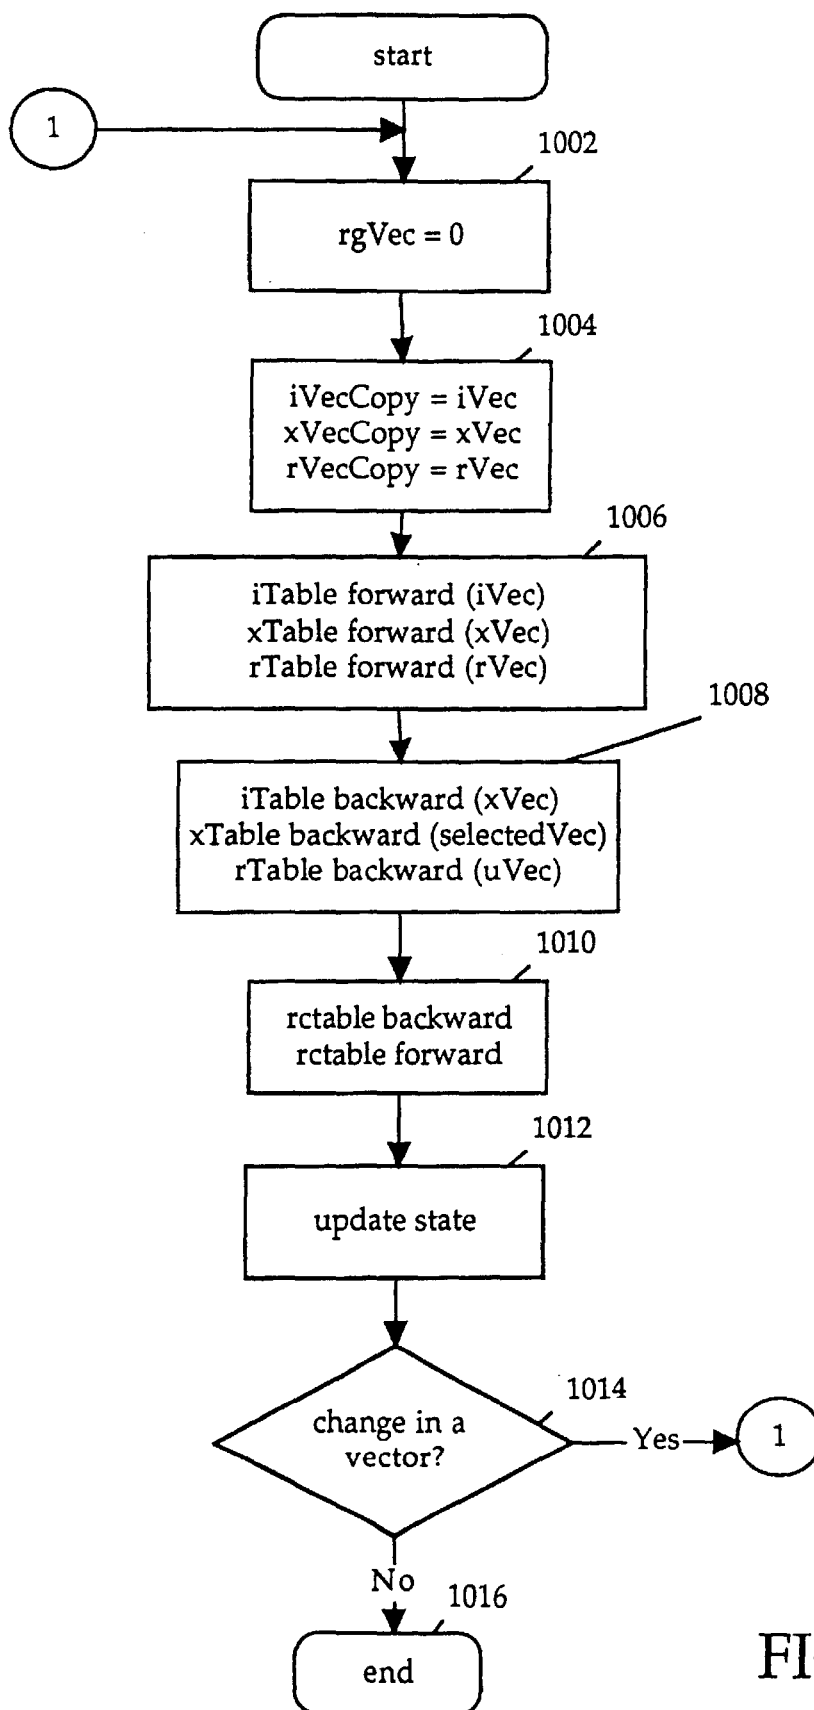 start
1
1002
rgVec = 0
1004
iVecCopy = iVec
xVecCopy = xVec
rVecCopy = rVec
1006
iTable forward (iVec)
xTable forward (xVec)
rTable forward (rVec)
1008
iTable backward (xVec)
xTable backward (selectedVec)
rTable backward (uVec)
1010
rctable backward
rctable forward
1012
update state
1014
change in a
vector?
Yes
1
No
1016
end
FI